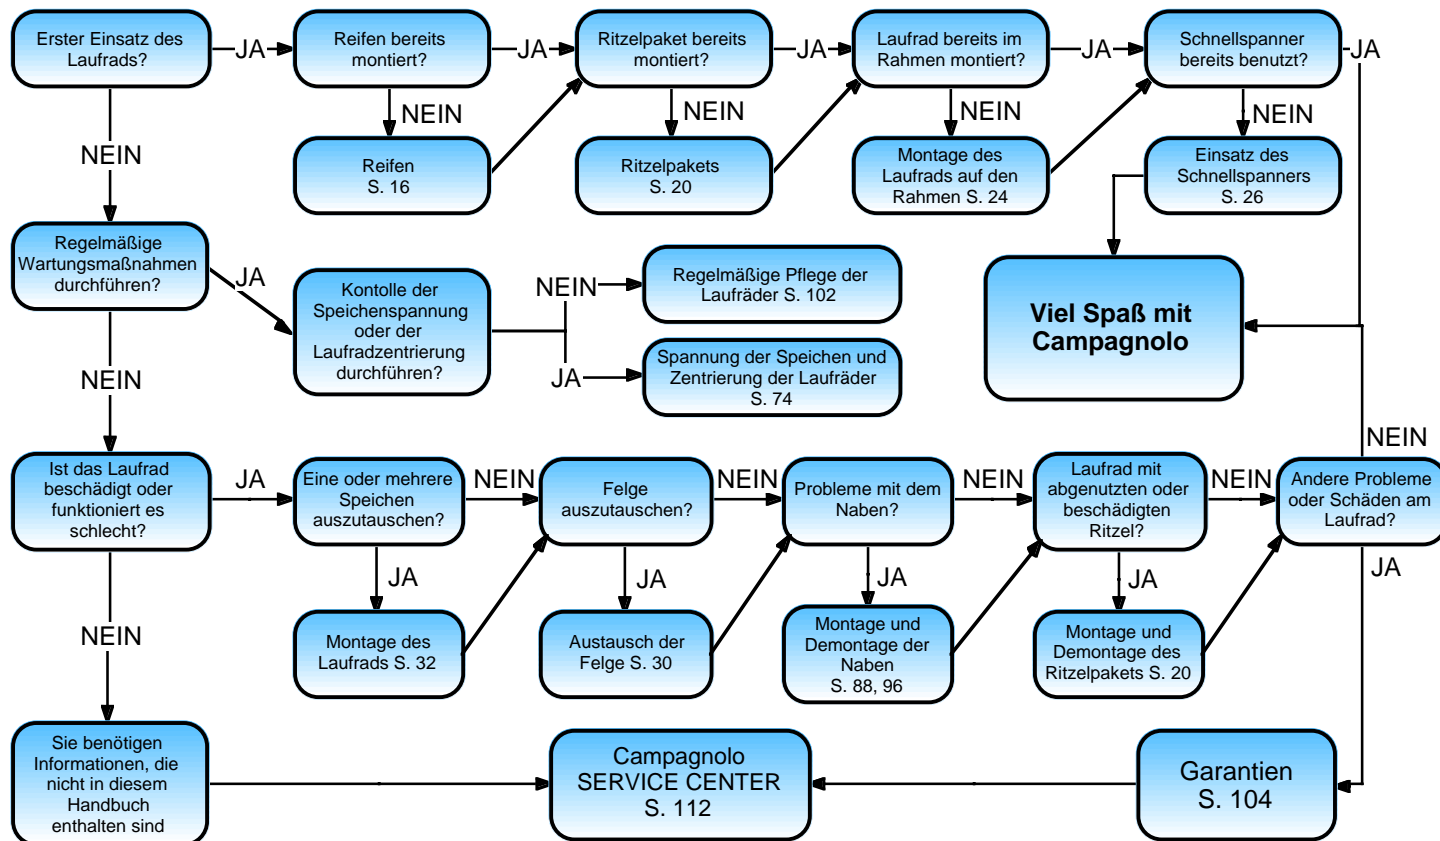 Erster Einsatz des
Laufrads?
JA
Reifen bereits
montiert?
JA
Ritzelpaket bereits
montiert?
JA
Laufrad bereits im
Rahmen montiert?
JA
Schnellspanner
bereits benutzt?
JA
NEIN
NEIN
NEIN
NEIN
NEIN
Reifen
S. 16
Ritzelpakets
S. 20
Montage des
Laufrads auf den
Rahmen S. 24
Einsatz des
Schnellspanners
S. 26
Regelmäßige
Wartungsmaßnahmen
durchführen?
JA
Kontolle der
Speichenspannung
oder der
Laufradzentrierung
durchführen?
NEIN
Regelmäßige Pflege der
Laufräder S. 102
JA
Spannung der Speichen und
Zentrierung der Laufräder
S. 74
Viel Spaß mit
Campagnolo
NEIN
NEIN
Ist das Laufrad
beschädigt oder
funktioniert es
schlecht?
JA
Eine oder mehrere
Speichen
auszutauschen?
NEIN
Felge
auszutauschen?
NEIN
Probleme mit dem
Naben?
NEIN
Laufrad mit
abgenutzten oder
beschädigten
Ritzel?
NEIN
Andere Probleme
oder Schäden am
Laufrad?
JA
JA
JA
JA
JA
NEIN
Montage des
Laufrads S. 32
Austausch der
Felge S. 30
Montage und
Demontage der
Naben
S. 88, 96
Montage und
Demontage des
Ritzelpakets S. 20
Sie benötigen
Informationen, die
nicht in diesem
Handbuch
enthalten sind
Campagnolo
SERVICE CENTER
S. 112
Garantien
S. 104